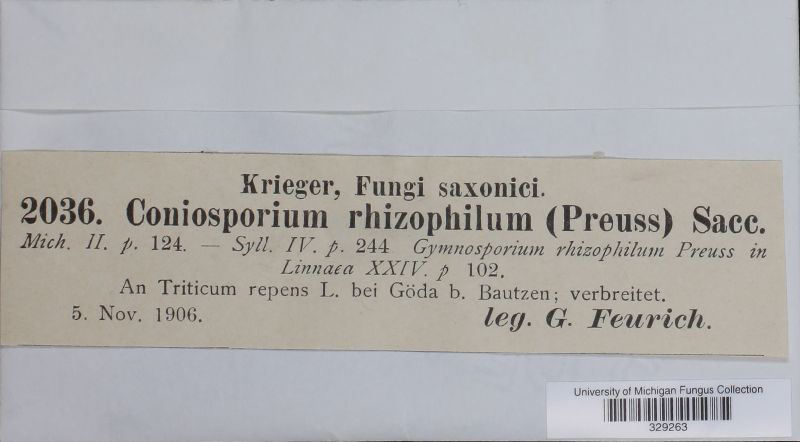 Krieger, Fungi saxonici.
2036. Coniosporium rhizophilum (Preuss) Sacc.
Mich. II. p. 124. — Syll. IV. p. 244 Gymnosporium rhizophilum Preuss in
Linnaea XXIV. p 102.
An Triticum repens L. bei Göda b. Bautzen; verbreitet.
5. Nov. 1906. leg. G. Feurich.
University of Michigan Fungus Collection
329263